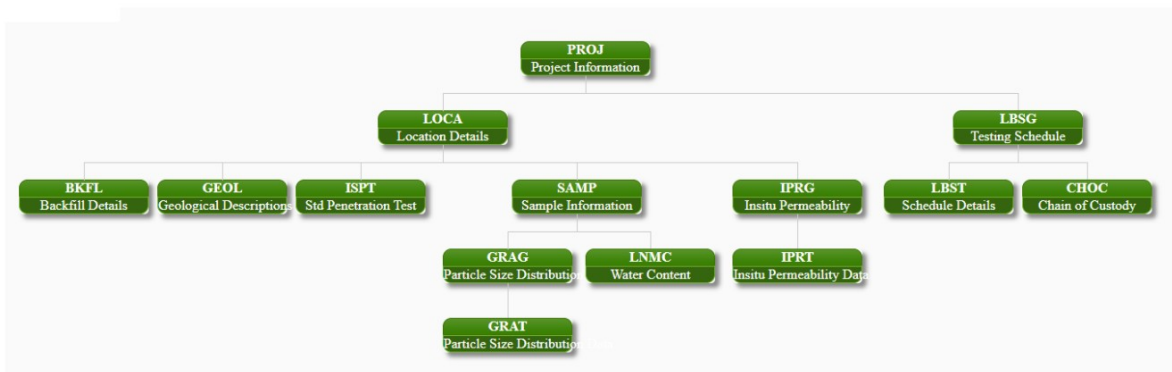 PROJ
Project Information
LOCA
Location Details
LBSG
Testing Schedule
BKFL
Backfill Details
GEOL
Geological Descriptions
ISPT
Std Penetration Test
SAMP
Sample Information
IPRG
Insitu Permeability
LBST
Schedule Details
CHOC
Chain of Custody
GRAG
Particle Size Distribution
LNMC
Water Content
IPRT
Insitu Permeability Data
GRAT
Particle Size Distribution